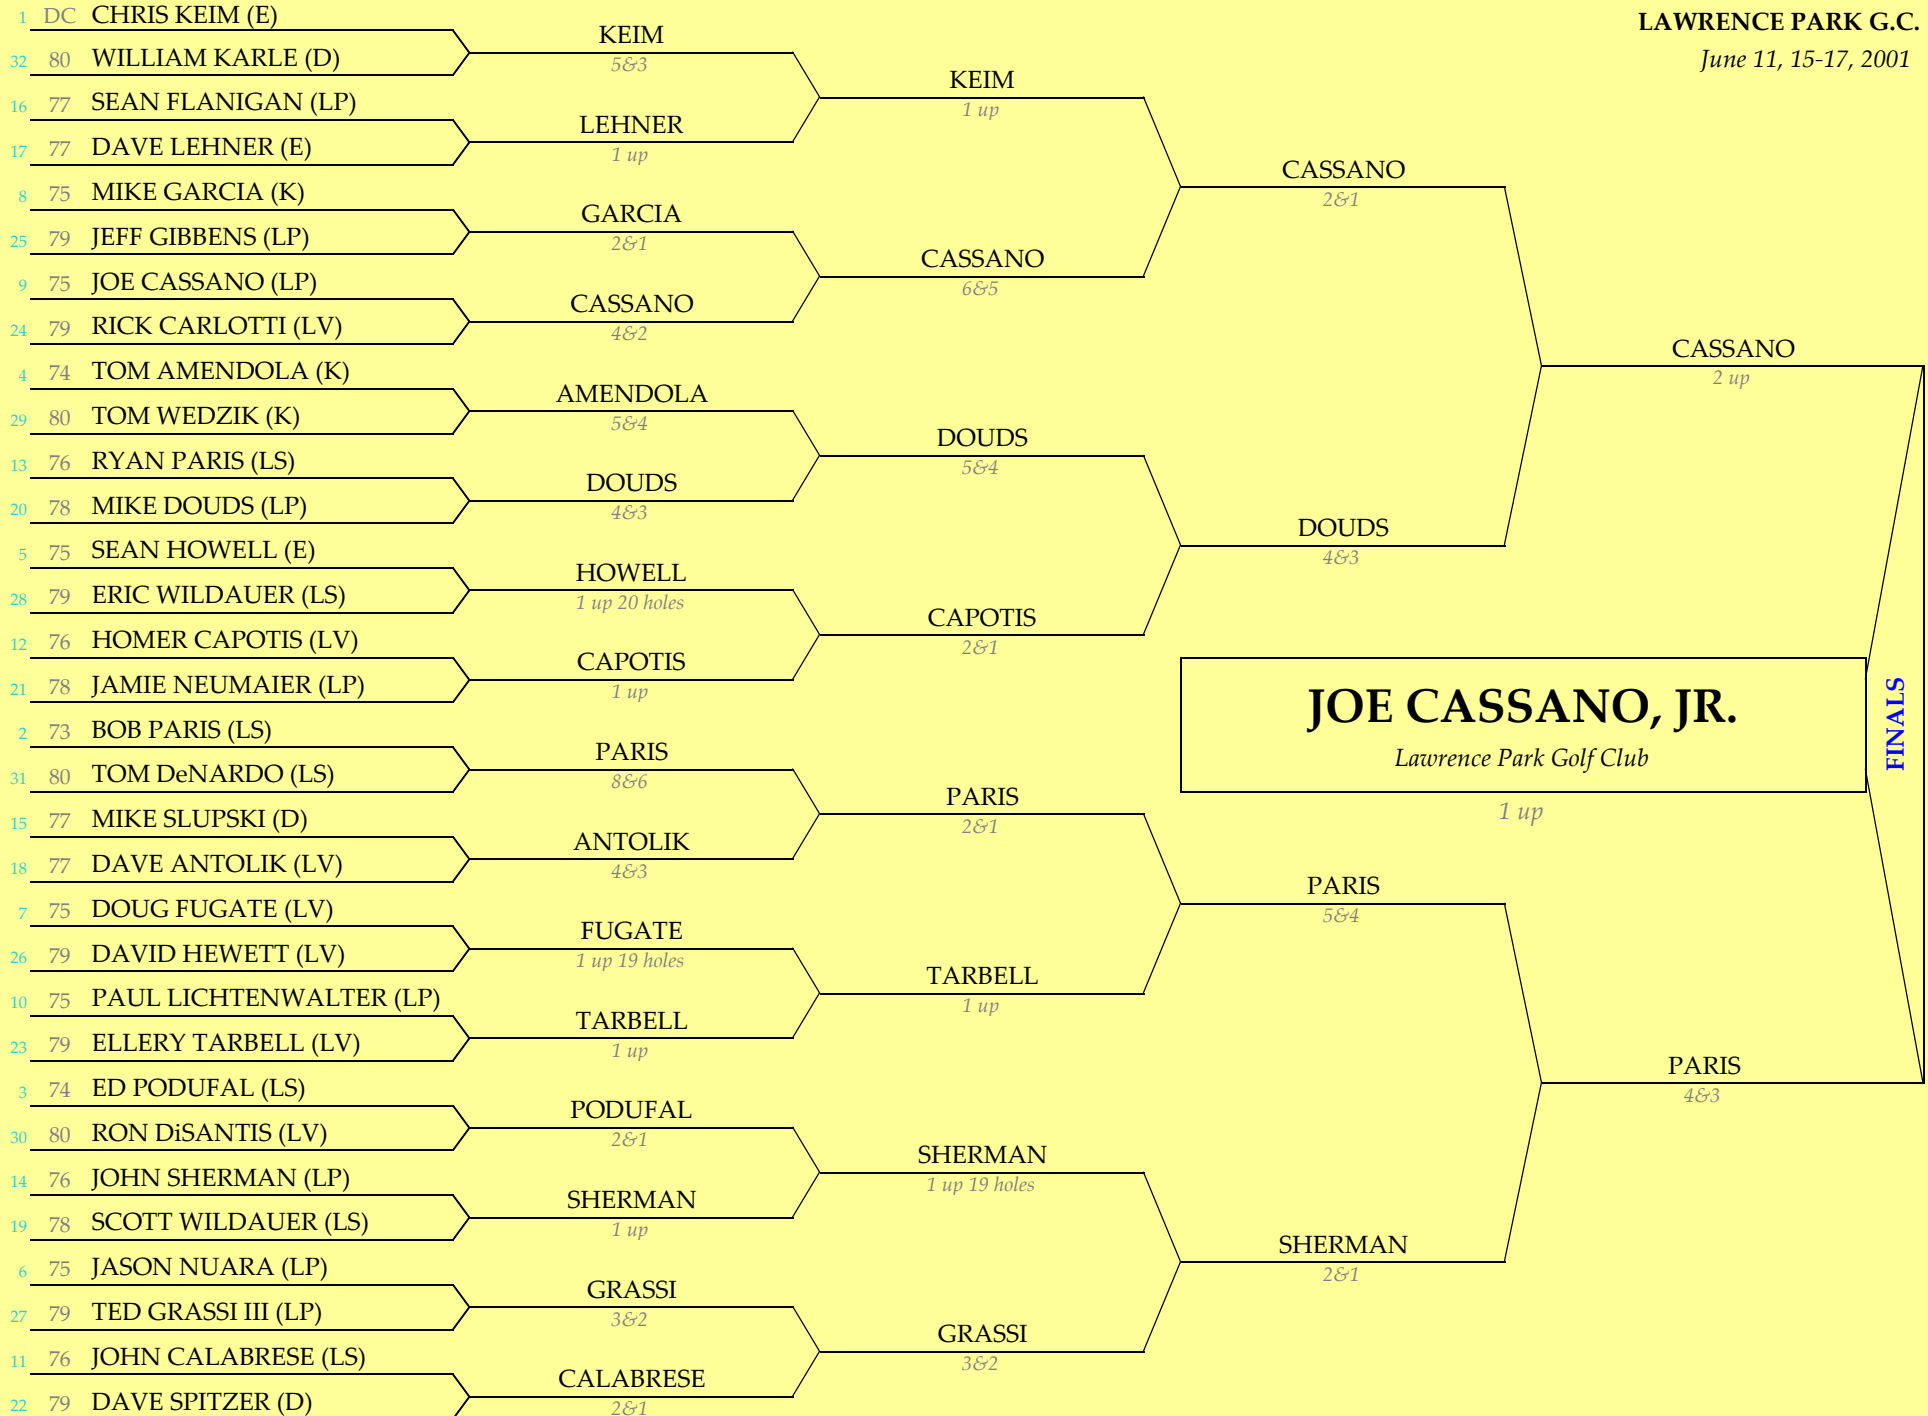 LAWRENCE PARK G.C.
June 11, 15-17, 2001
1 DC CHRIS KEIM (E)
32 80 WILLIAM KARLE (D)
16 77 SEAN FLANIGAN (LP)
17 77 DAVE LEHNER (E)
8 75 MIKE GARCIA (K)
25 79 JEFF GIBBENS (LP)
9 75 JOE CASSANO (LP)
24 79 RICK CARLOTTI (LV)
4 74 TOM AMENDOLA (K)
29 80 TOM WEDZIK (K)
13 76 RYAN PARIS (LS)
20 78 MIKE DOUDS (LP)
5 75 SEAN HOWELL (E)
28 79 ERIC WILDAUER (LS)
12 76 HOMER CAPOTIS (LV)
21 78 JAMIE NEUMAIER (LP)
2 73 BOB PARIS (LS)
31 80 TOM DeNARDO (LS)
15 77 MIKE SLUPSKI (D)
18 77 DAVE ANTOLIK (LV)
7 75 DOUG FUGATE (LV)
26 79 DAVID HEWETT (LV)
10 75 PAUL LICHTENWALTER (LP)
23 79 ELLERY TARBELL (LV)
3 74 ED PODUFAL (LS)
30 80 RON DiSANTIS (LV)
14 76 JOHN SHERMAN (LP)
19 78 SCOTT WILDAUER (LS)
6 75 JASON NUARA (LP)
27 79 TED GRASSI III (LP)
11 76 JOHN CALABRESE (LS)
22 79 DAVE SPITZER (D)
KEIM
5&3
LEHNER
1 up
GARCIA
2&1
CASSANO
4&2
AMENDOLA
5&4
DOUDS
4&3
HOWELL
1 up 20 holes
CAPOTIS
1 up
PARIS
8&6
ANTOLIK
4&3
FUGATE
1 up 19 holes
TARBELL
1 up
PODUFAL
2&1
SHERMAN
1 up
GRASSI
3&2
CALABRESE
2&1
KEIM
1 up
CASSANO
6&5
DOUDS
5&4
CAPOTIS
2&1
PARIS
2&1
TARBELL
1 up
SHERMAN
1 up 19 holes
GRASSI
3&2
CASSANO
2&1
DOUDS
4&3
PARIS
5&4
SHERMAN
2&1
CASSANO
2 up
PARIS
4&3
JOE CASSANO, JR.
Lawrence Park Golf Club
1 up
FINALS